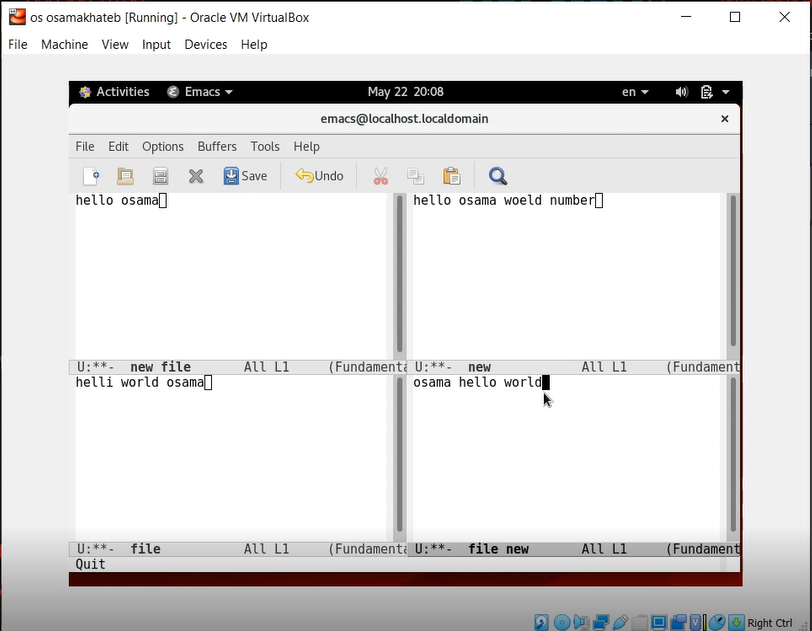 os osamakhateb [Running] - Oracle VM VirtualBox
File Machine View Input Devices Help
Activities Emacs May 22 20:08 en
emacs@localhost.localdomain
File Edit Options Buffers Tools Help
Save Undo
hello osama
hello osama woeld number
U:**- new file All L1 (Fundamenta
U:**- new All L1 (Fundament
helli world osama
osama hello world
U:**- file All L1 (Fundamenta
U:**- file new All L1 (Fundament
Quit
Right Ctrl